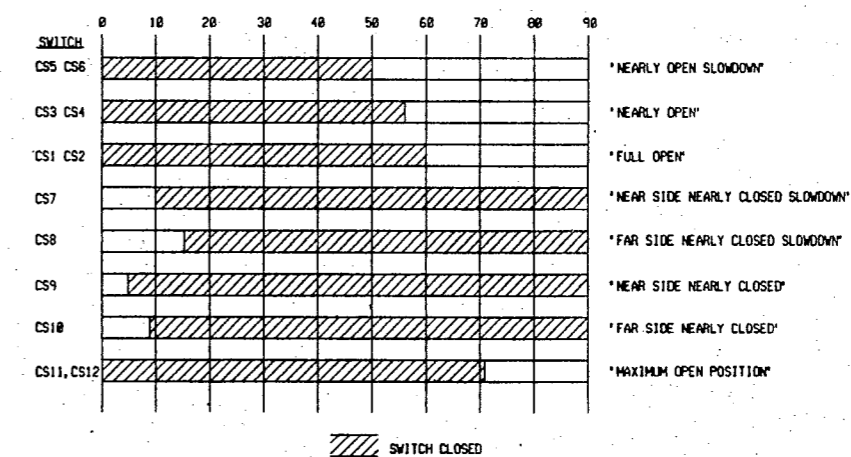 0 10 20 30 40 50 60 70 80 90
SWITCH
CS5 CS6 "NEARLY OPEN SLOWDOWN"
CS3 CS4 "NEARLY OPEN"
CS1 CS2 "FULL OPEN"
CS7 "NEAR SIDE NEARLY CLOSED SLOWDOWN"
CS8 "FAR SIDE NEARLY CLOSED SLOWDOWN"
CS9 "NEAR SIDE NEARLY CLOSED"
CS10 "FAR SIDE NEARLY CLOSED"
CS11,CS12 "MAXIMUM OPEN POSITION"
SWITCH CLOSED